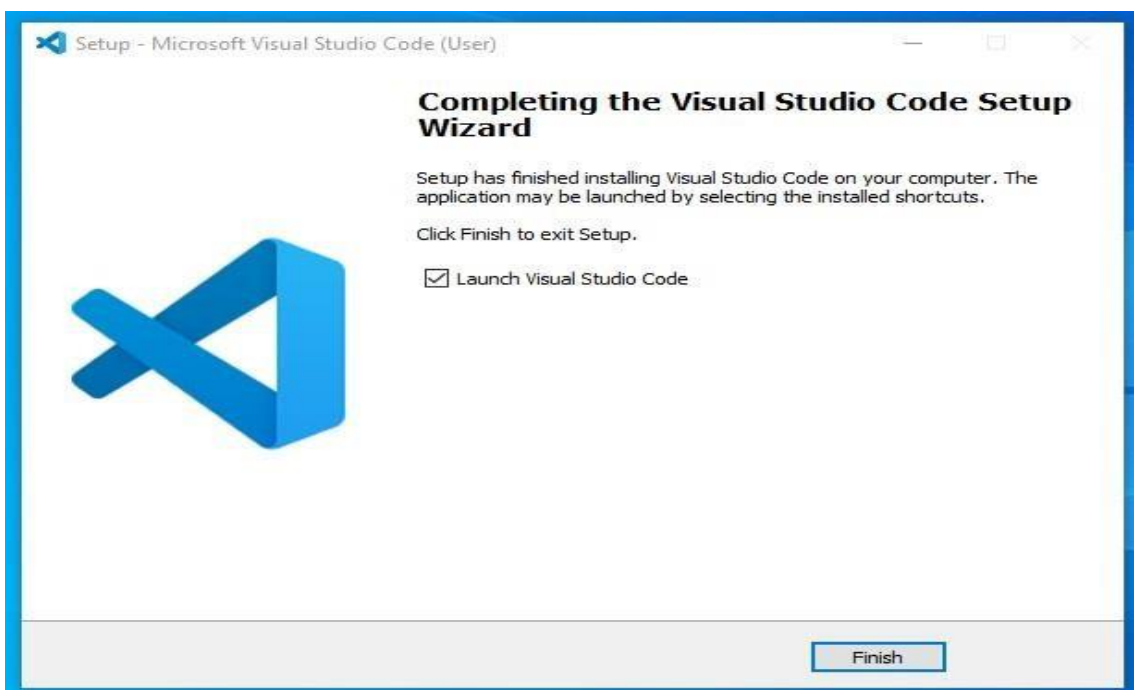 Setup - Microsoft Visual Studio Code (User)
Completing the Visual Studio Code Setup
Wizard
Setup has finished installing Visual Studio Code on your computer. The
application may be launched by selecting the installed shortcuts.
Click Finish to exit Setup.
Launch Visual Studio Code
Finish